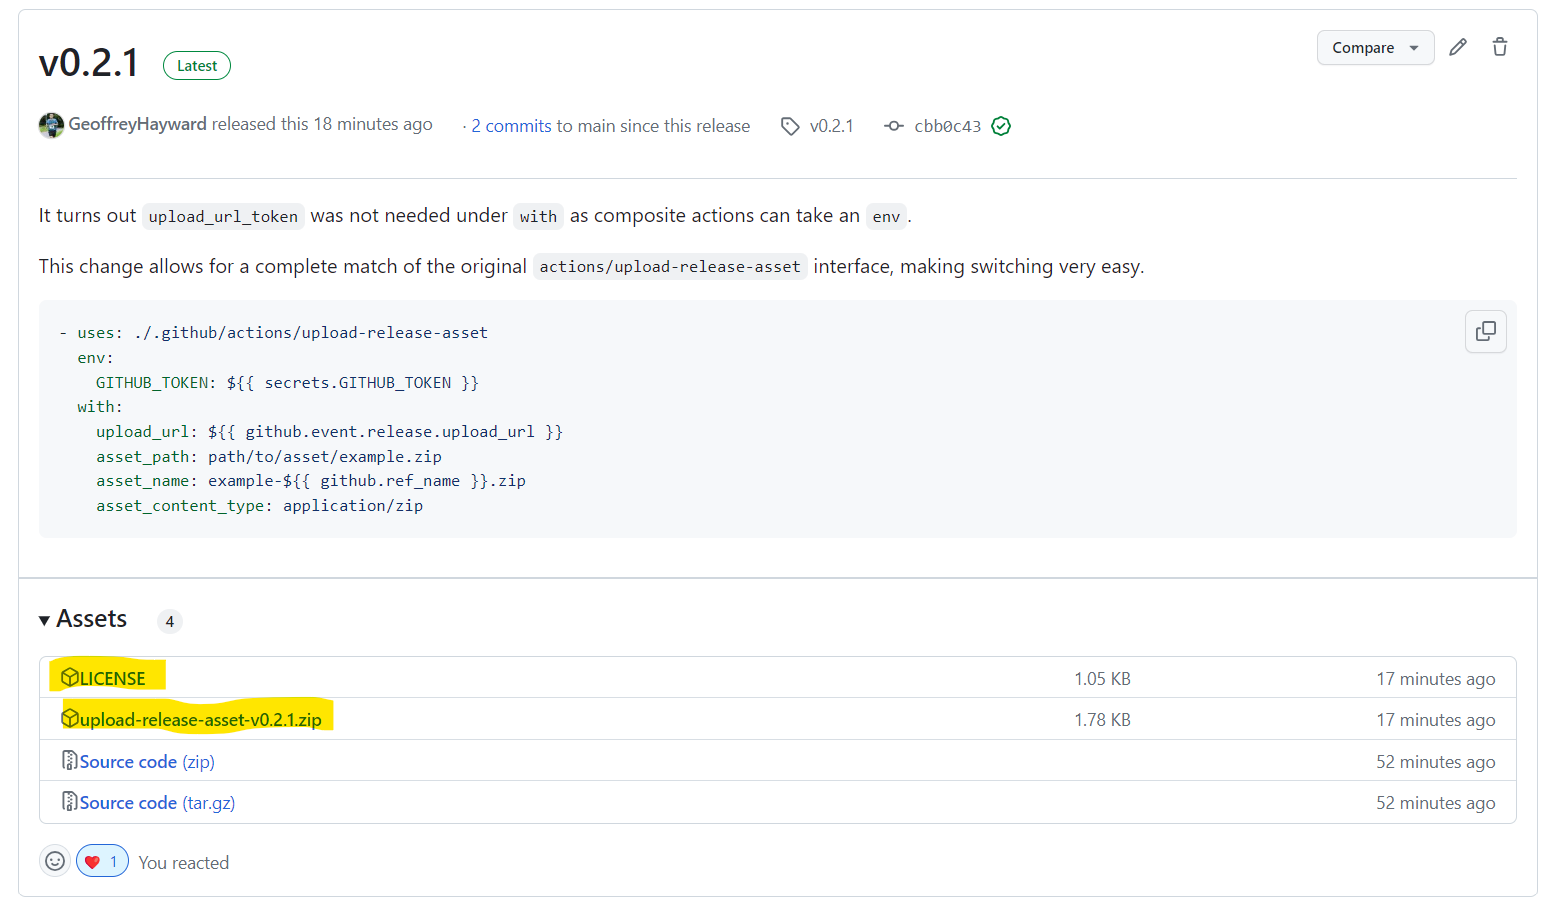 v0.2.1 Latest Compare
GeoffreyHayward released this 18 minutes ago · 2 commits to main since this release v0.2.1 cbb0c43
It turns out upload_url_token was not needed under with as composite actions can take an env.
This change allows for a complete match of the original actions/upload-release-asset interface, making switching very easy.
- uses: ./.github/actions/upload-release-asset
  env:
    GITHUB_TOKEN: ${{ secrets.GITHUB_TOKEN }}
  with:
    upload_url: ${{ github.event.release.upload_url }}
    asset_path: path/to/asset/example.zip
    asset_name: example-${{ github.ref_name }}.zip
    asset_content_type: application/zip
Assets 4
LICENSE 1.05 KB 17 minutes ago
upload-release-asset-v0.2.1.zip 1.78 KB 17 minutes ago
Source code (zip) 52 minutes ago
Source code (tar.gz) 52 minutes ago
1 You reacted